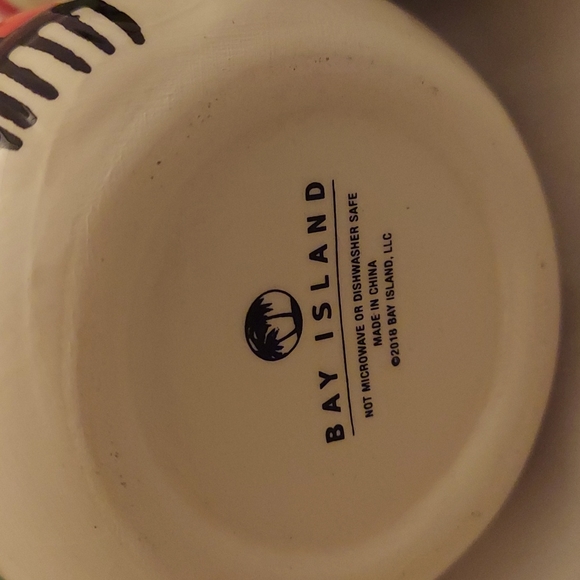 BAY ISLAND
NOT MICROWAVE OR DISHWASHER SAFE
MADE IN CHINA
©2018 BAY ISLAND, LLC